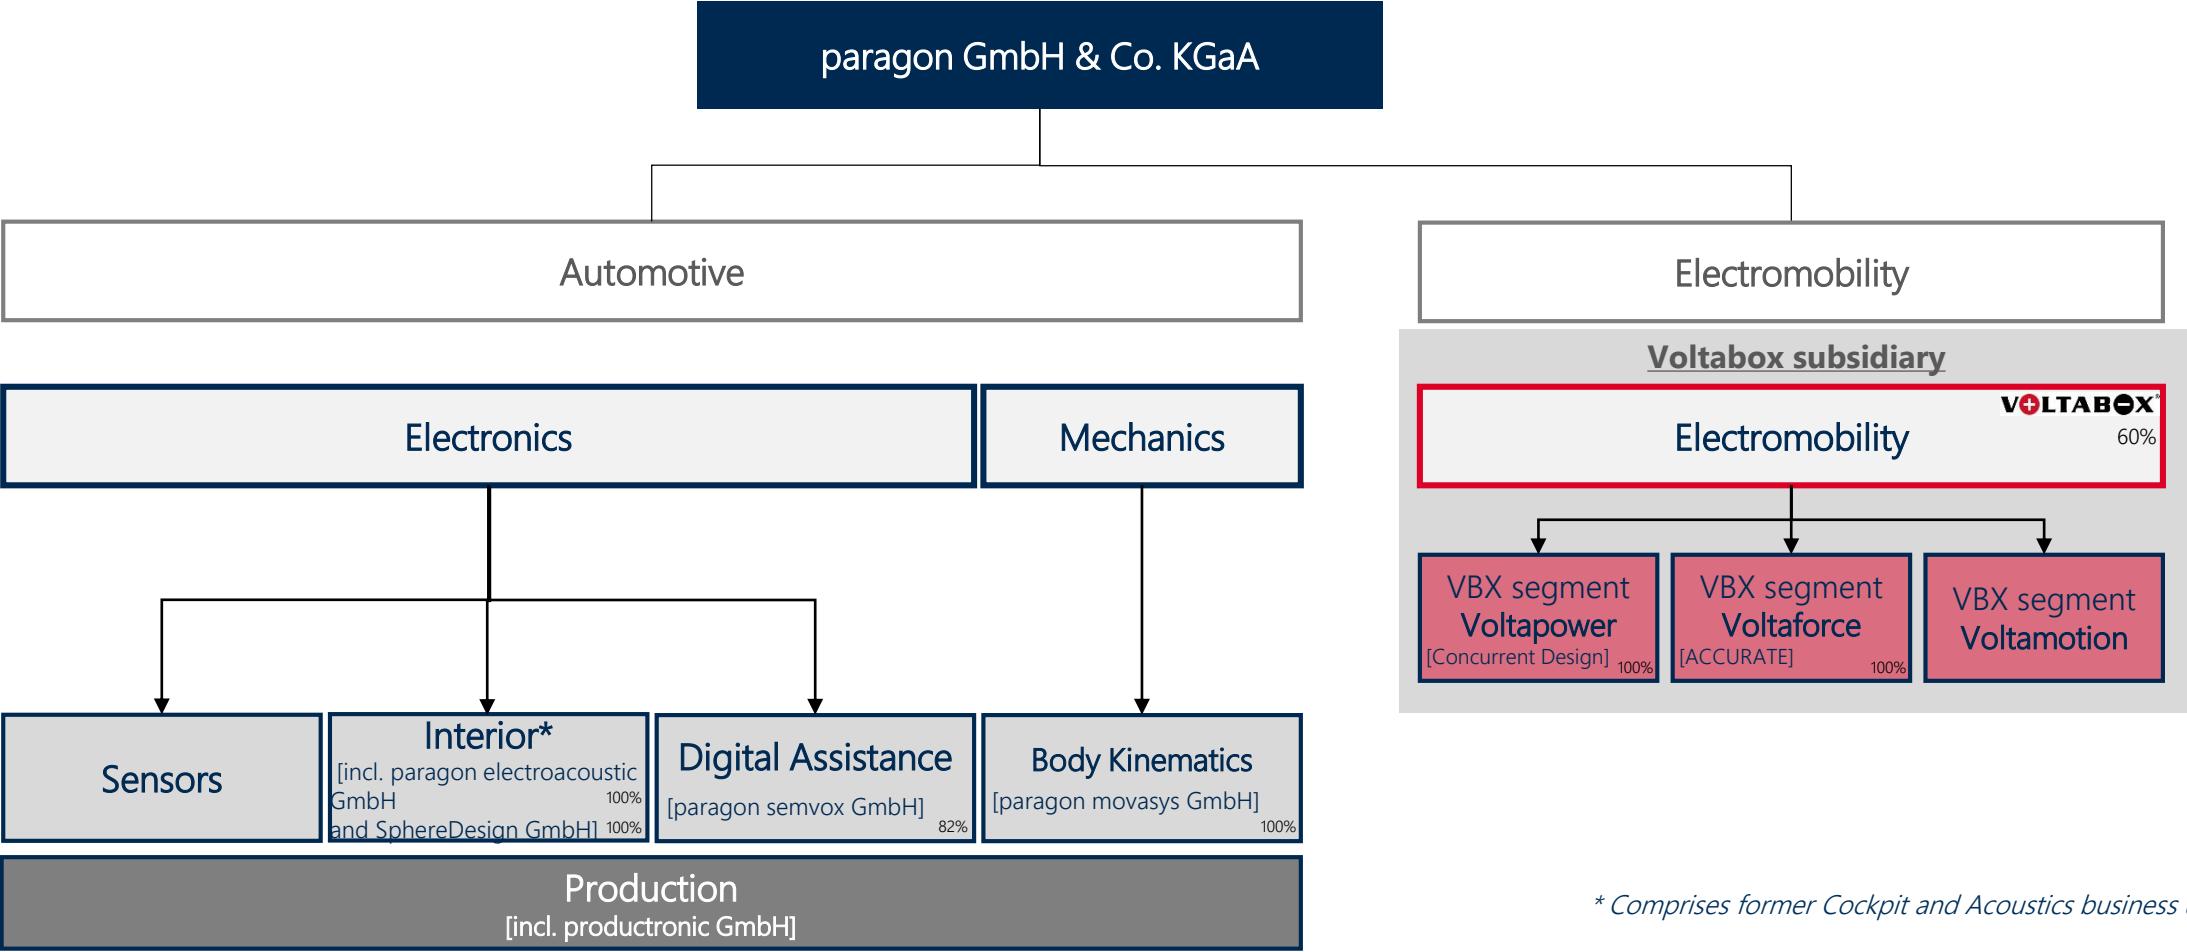 paragon GmbH & Co. KGaA
Automotive
Electromobility
Voltabox subsidiary
Electronics
Mechanics
VOLTABOX®
Electromobility
60%
VBX segment
Voltapower
[Concurrent Design] 100%
VBX segment
Voltaforce
[ACCURATE] 100%
VBX segment
Voltamotion
Sensors
Interior*
[incl. paragon electroacoustic
GmbH 100%
and SphereDesign GmbH] 100%
Digital Assistance
[paragon semvox GmbH]
82%
Body Kinematics
[paragon movasys GmbH]
100%
Production
[incl. productronic GmbH]
* Comprises former Cockpit and Acoustics business